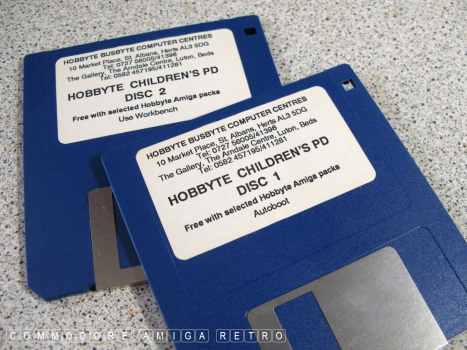 HOBBYTE BUSBYTE COMPUTER CENTRES
10 Market Place, St. Albans, Herts AL3 5DG
Tel: 0727 56005/41396
The Gallery, The Arndale Centre, Luton, Beds
Tel: 0582 457195/411281
HOBBYTE CHILDREN'S PD
DISC 2
Free with selected Hobbyte Amiga packs
Use Workbench
HOBBYTE BUSBYTE COMPUTER CENTRES
10 Market Place, St. Albans, Herts AL3 5DG
Tel: 0727 56005/41396
The Gallery, The Arndale Centre, Luton, Beds
Tel: 0582 457195/411281
HOBBYTE CHILDREN'S PD
DISC 1
Free with selected Hobbyte Amiga packs
Autoboot
COMMODORE AMIGA RETRO